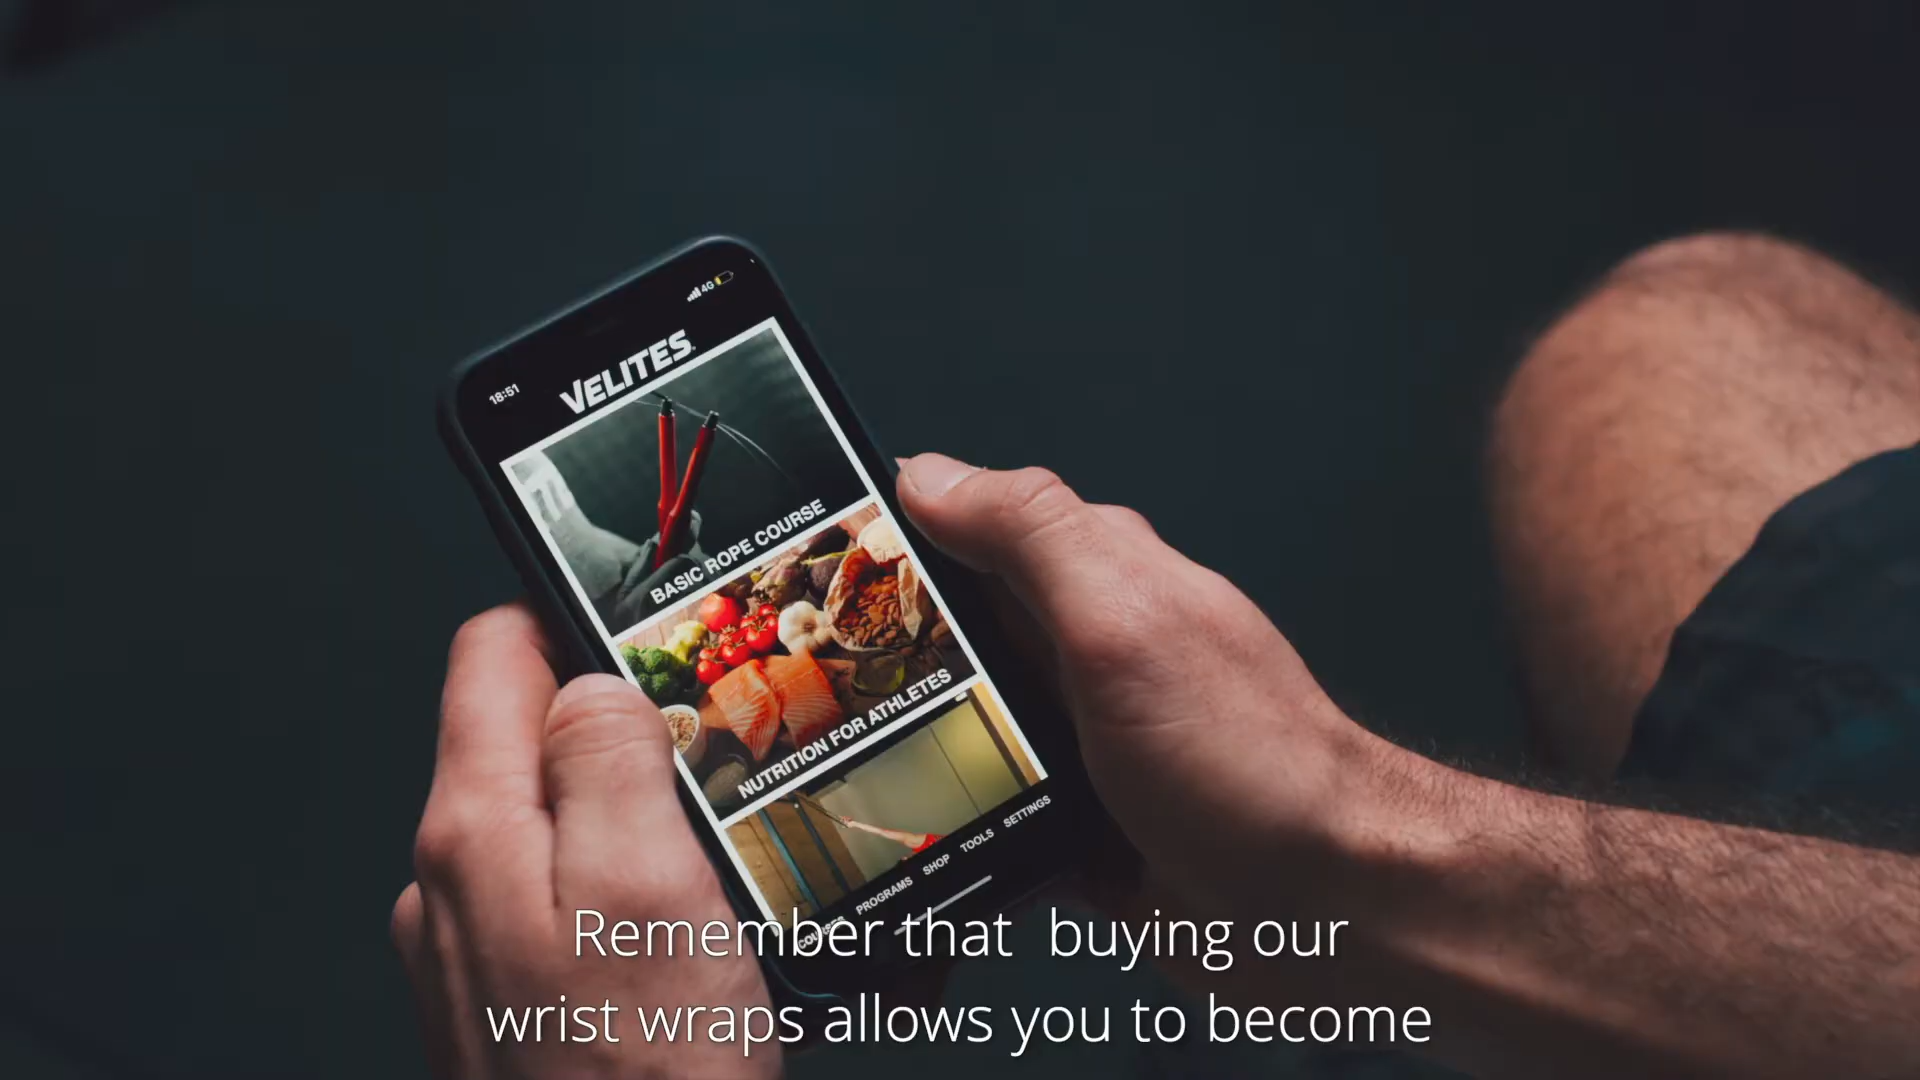 4G
18:51
VELITES
BASIC ROPE COURSE
NUTRITION FOR ATHLETES
COURSES PROGRAMS SHOP TOOLS SETTINGS
Remember that buying our
wrist wraps allows you to become